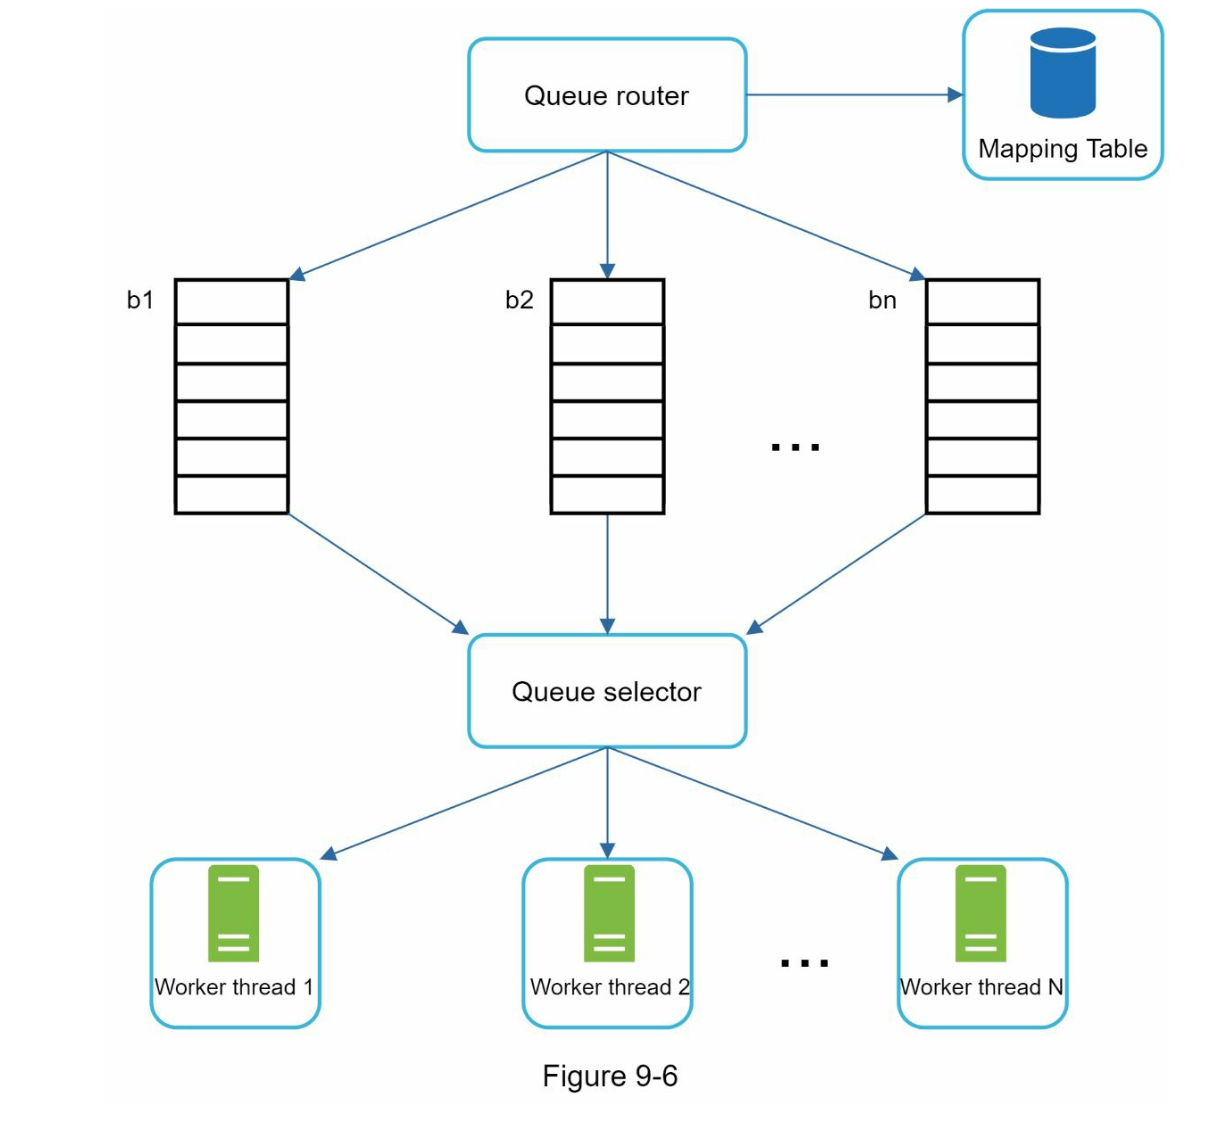 Queue router
Mapping Table
b1
b2
bn
...
Queue selector
Worker thread 1
Worker thread 2
...
Worker thread N
Figure 9-6